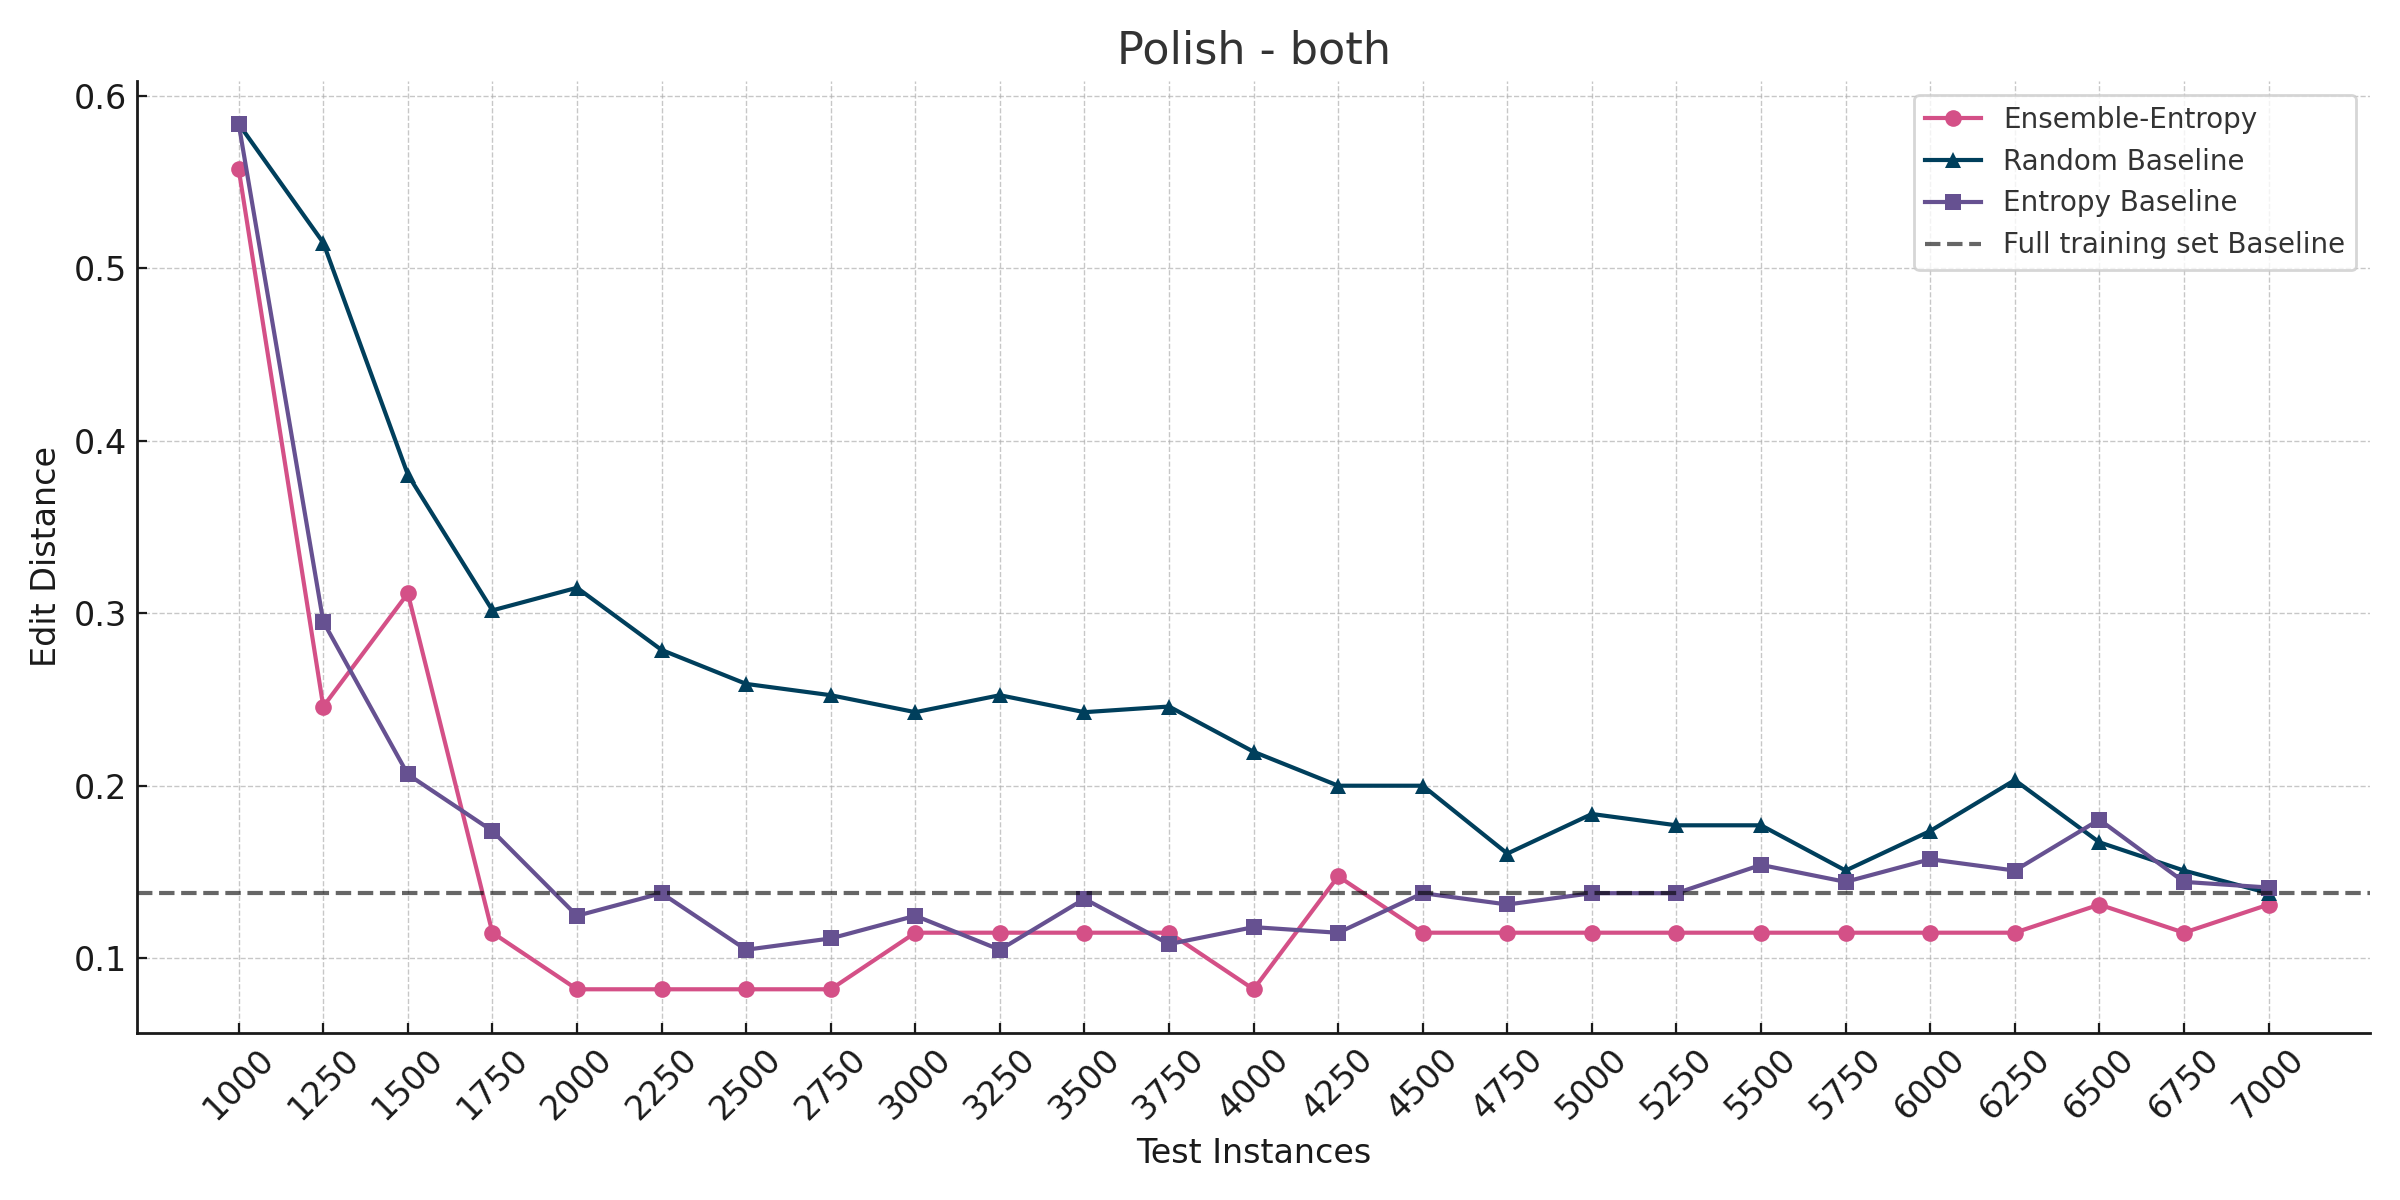 Polish - both
0.6
0.5
0.4
0.3
0.2
0.1
Edit Distance
Ensemble-Entropy
Random Baseline
Entropy Baseline
Full training set Baseline
1000 1250 1500 1750 2000 2250 2500 2750 3000 3250 3500 3750 4000 4250 4500 4750 5000 5250 5500 5750 6000 6250 6500 6750 7000
Test Instances